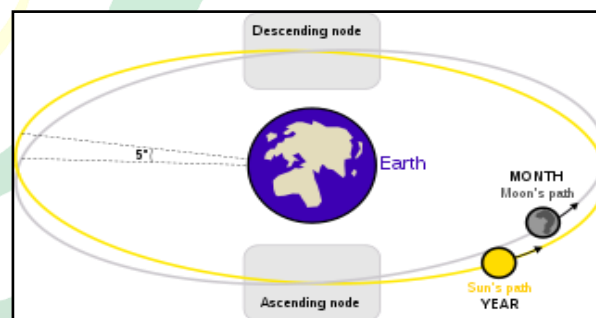 Descending node
5°
Earth
MONTH
Moon's path
Sun's path
YEAR
Ascending node